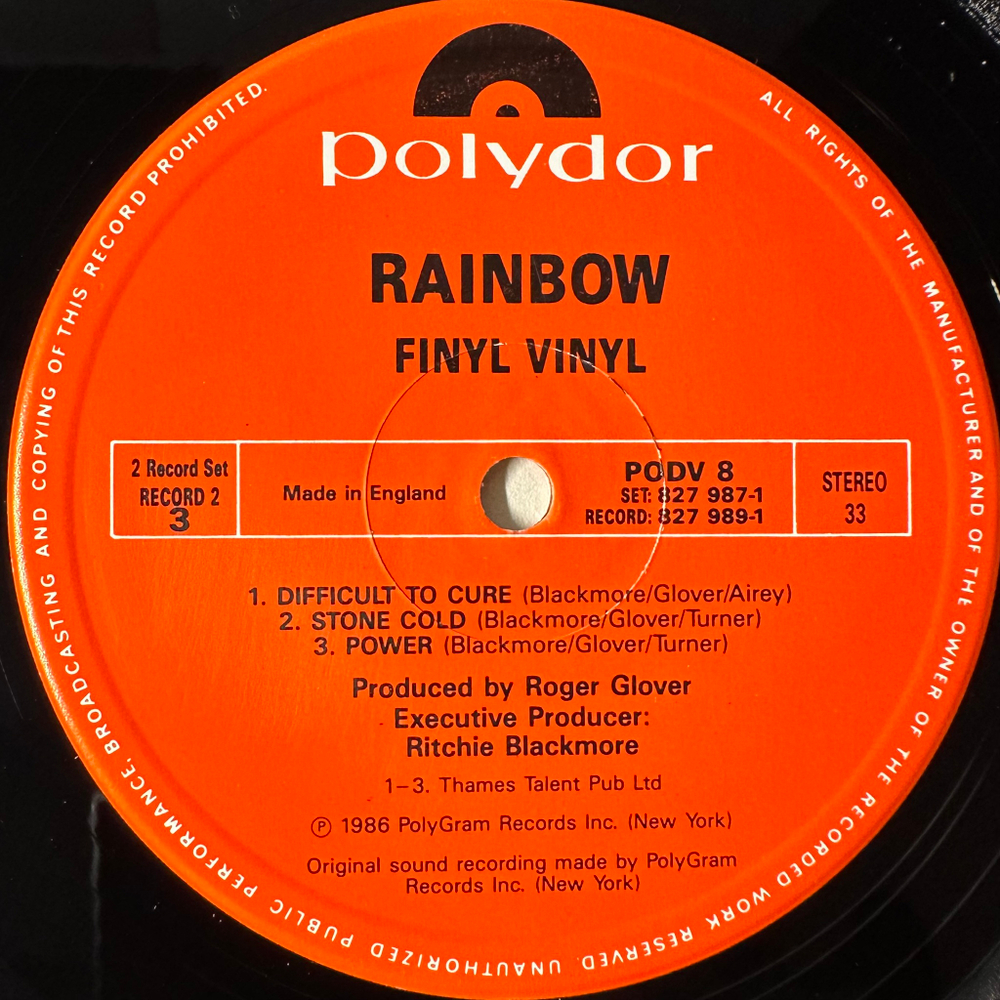 polydor
RAINBOW
FINYL VINYL
2 Record Set
RECORD 2
3
Made in England
PODV 8
SET: 827 987-1
RECORD: 827 989-1
STEREO
33
1. DIFFICULT TO CURE (Blackmore/Glover/Airey)
2. STONE COLD (Blackmore/Glover/Turner)
3. POWER (Blackmore/Glover/Turner)
Produced by Roger Glover
Executive Producer:
Ritchie Blackmore
1–3. Thames Talent Pub Ltd
Ⓟ 1986 PolyGram Records Inc. (New York)
Original sound recording made by PolyGram
Records Inc. (New York)
ALL RIGHTS OF THE MANUFACTURER AND OF THE OWNER OF THE RECORDED WORK RESERVED. UNAUTHORIZED PUBLIC PERFORMANCE, BROADCASTING AND COPYING OF THIS RECORD PROHIBITED.